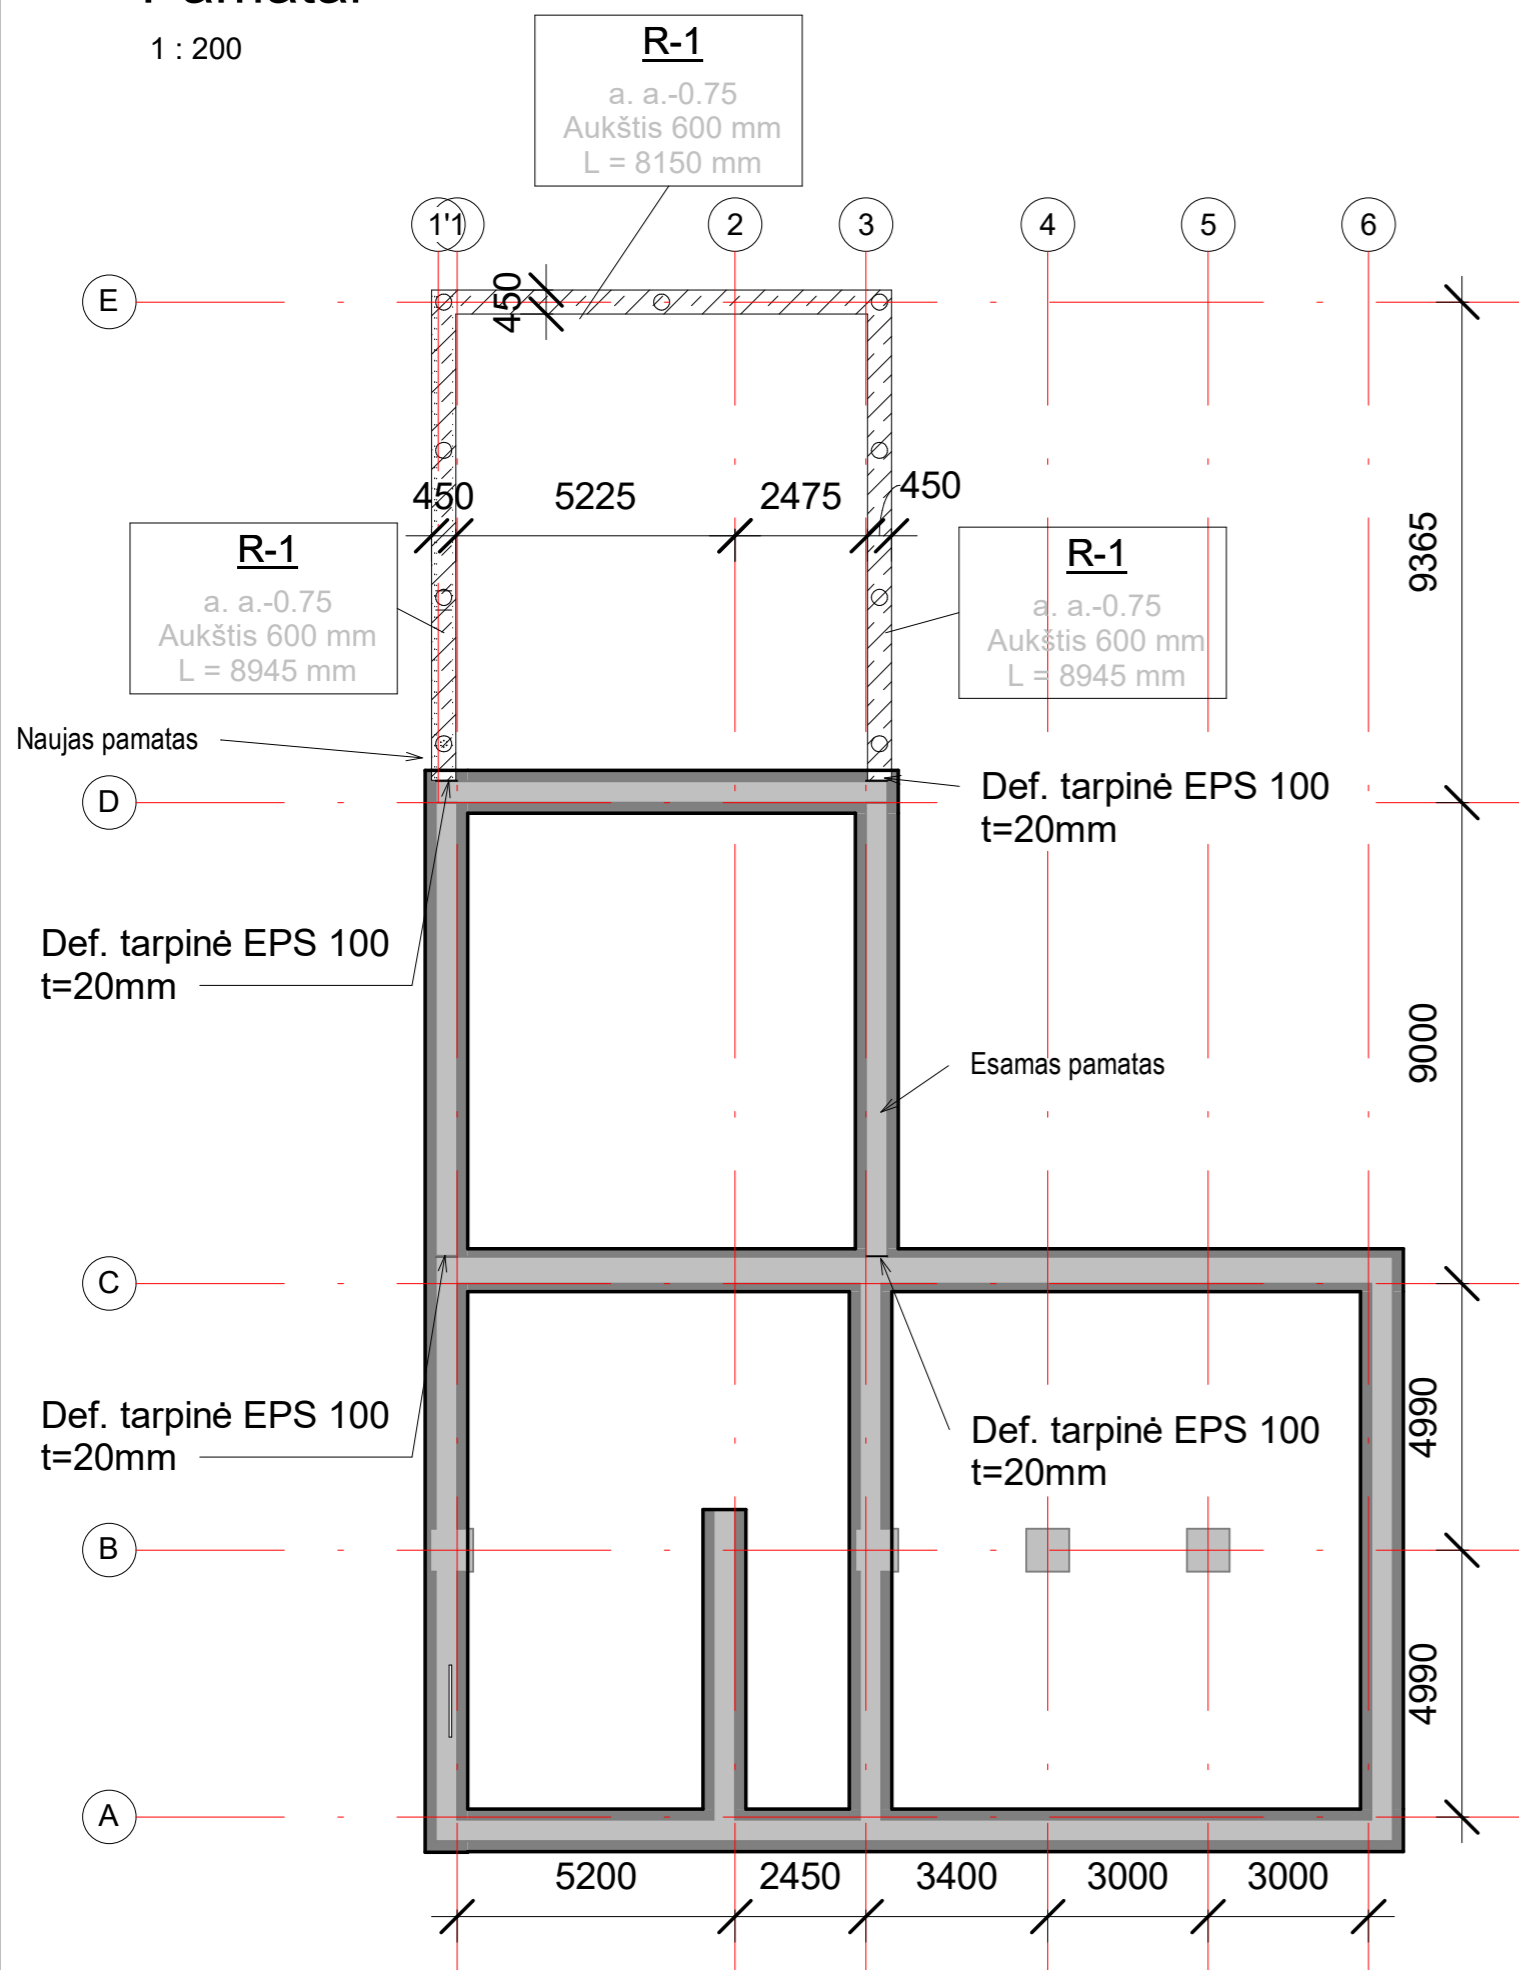 1 : 200
R-1
a. a.-0.75
Aukštis 600 mm
L = 8150 mm
1'
1
2
3
4
5
6
E
450
450
5225
2475
450
9365
R-1
a. a.-0.75
Aukštis 600 mm
L = 8945 mm
R-1
a. a.-0.75
Aukštis 600 mm
L = 8945 mm
Naujas pamatas
D
Def. tarpinė EPS 100
t=20mm
Def. tarpinė EPS 100
t=20mm
9000
Esamas pamatas
C
Def. tarpinė EPS 100
t=20mm
Def. tarpinė EPS 100
t=20mm
4990
B
4990
A
5200
2450
3400
3000
3000